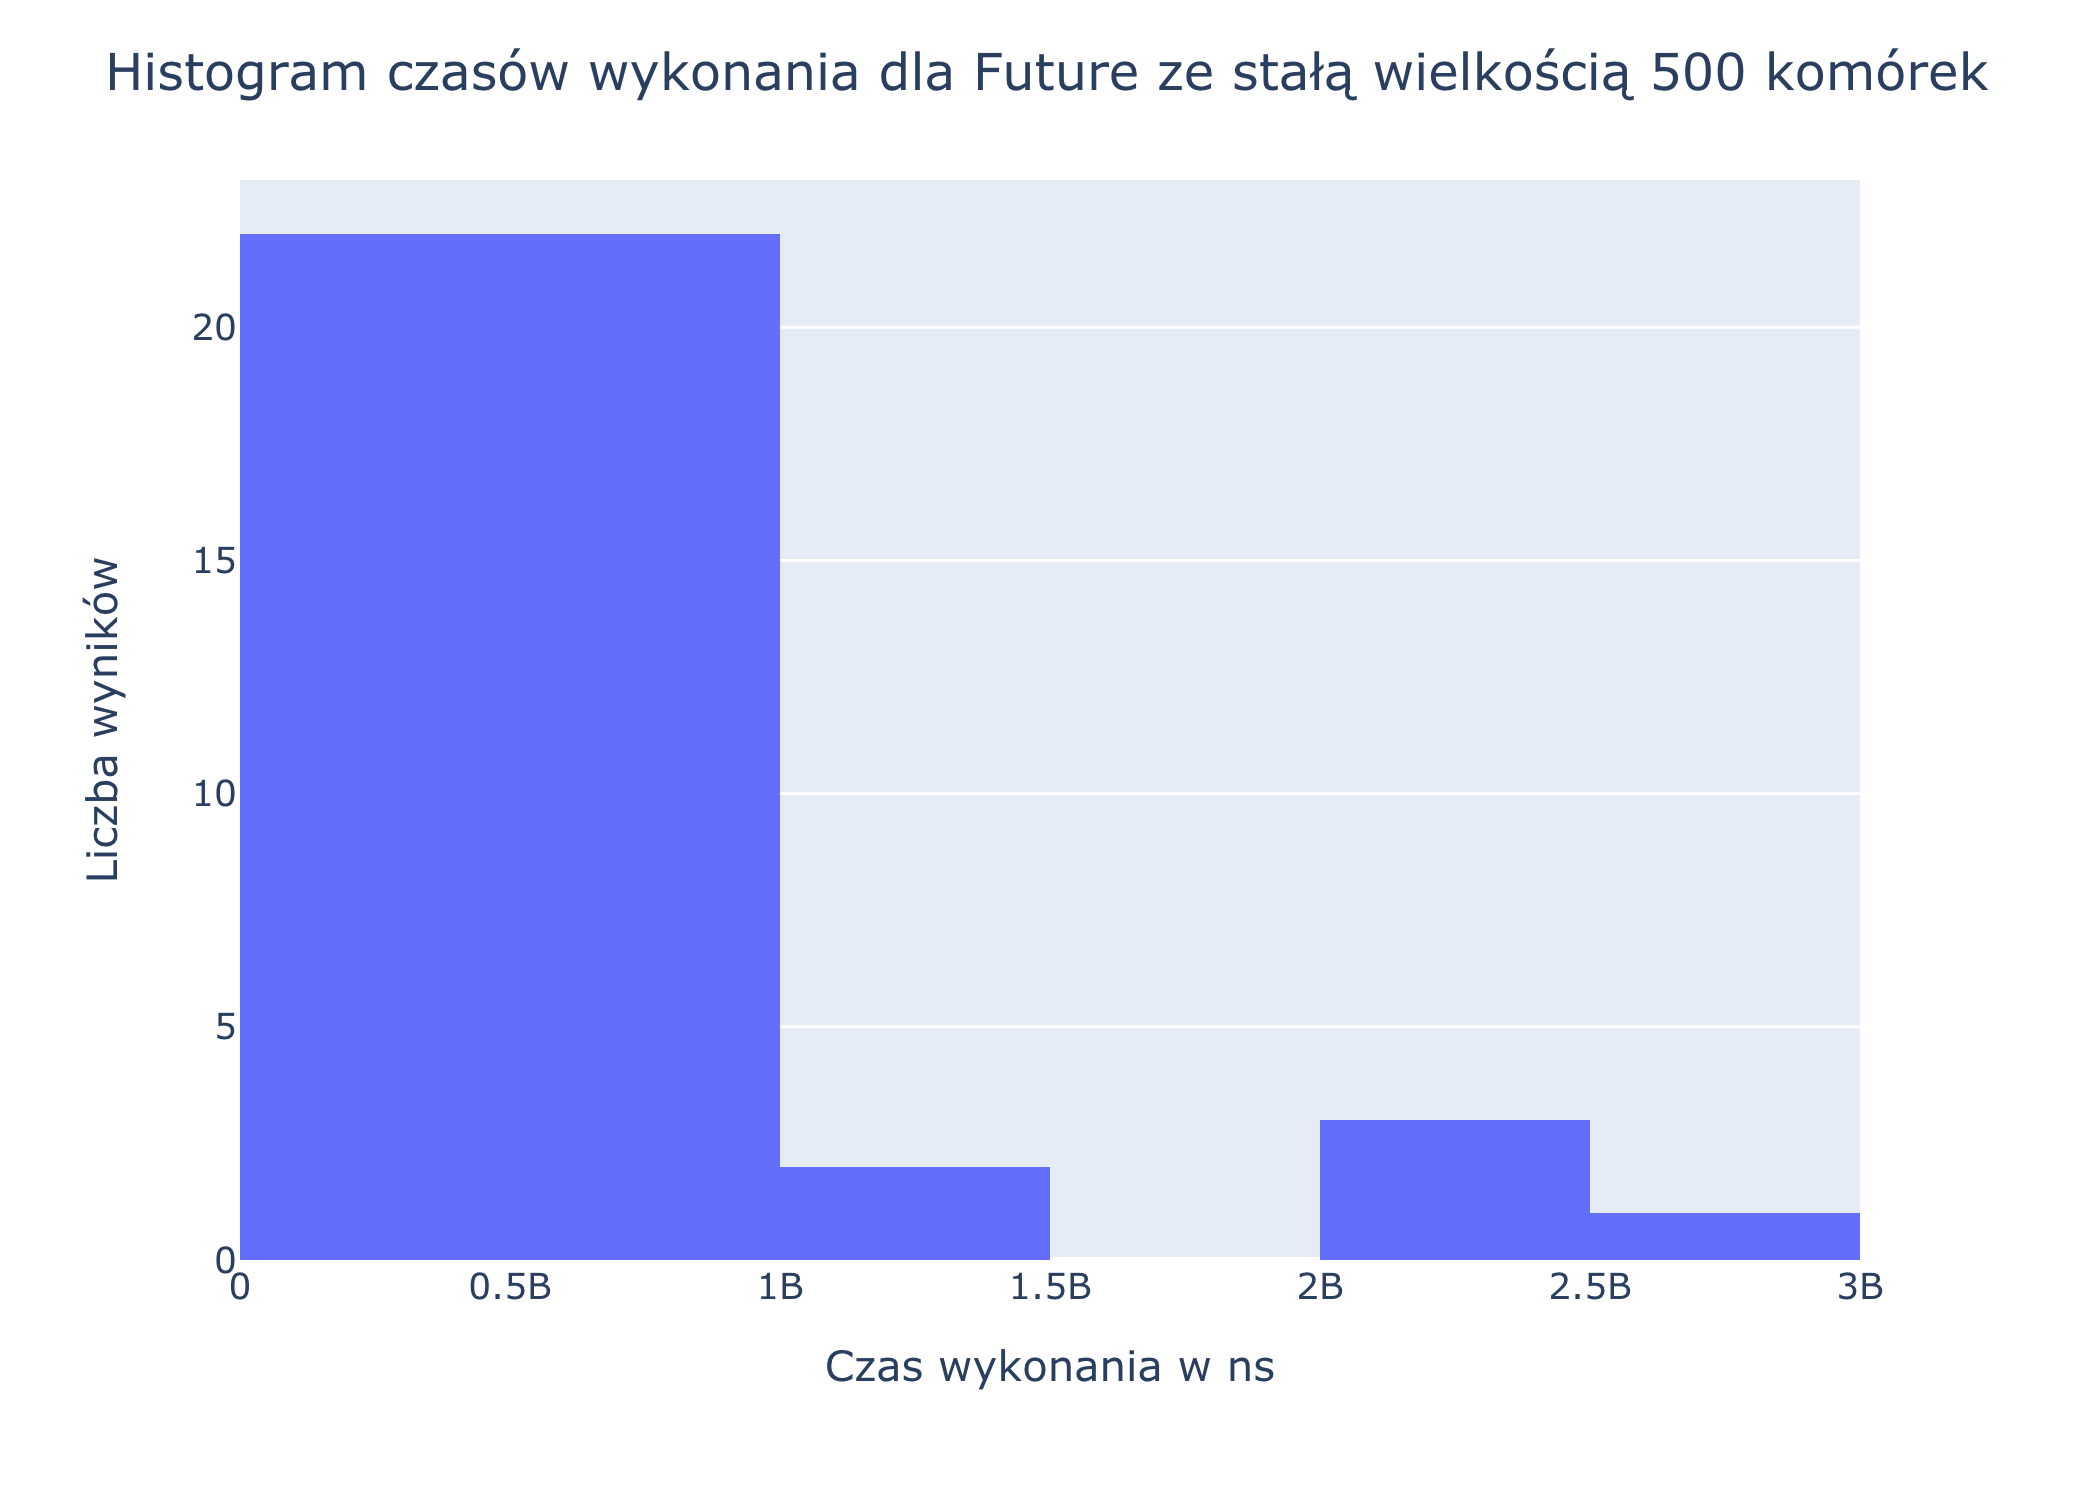 Histogram czasów wykonania dla Future ze stałą wielkością 500 komórek
Liczba wyników
20
15
10
5
0
0 0.5B 1B 1.5B 2B 2.5B 3B
Czas wykonania w ns